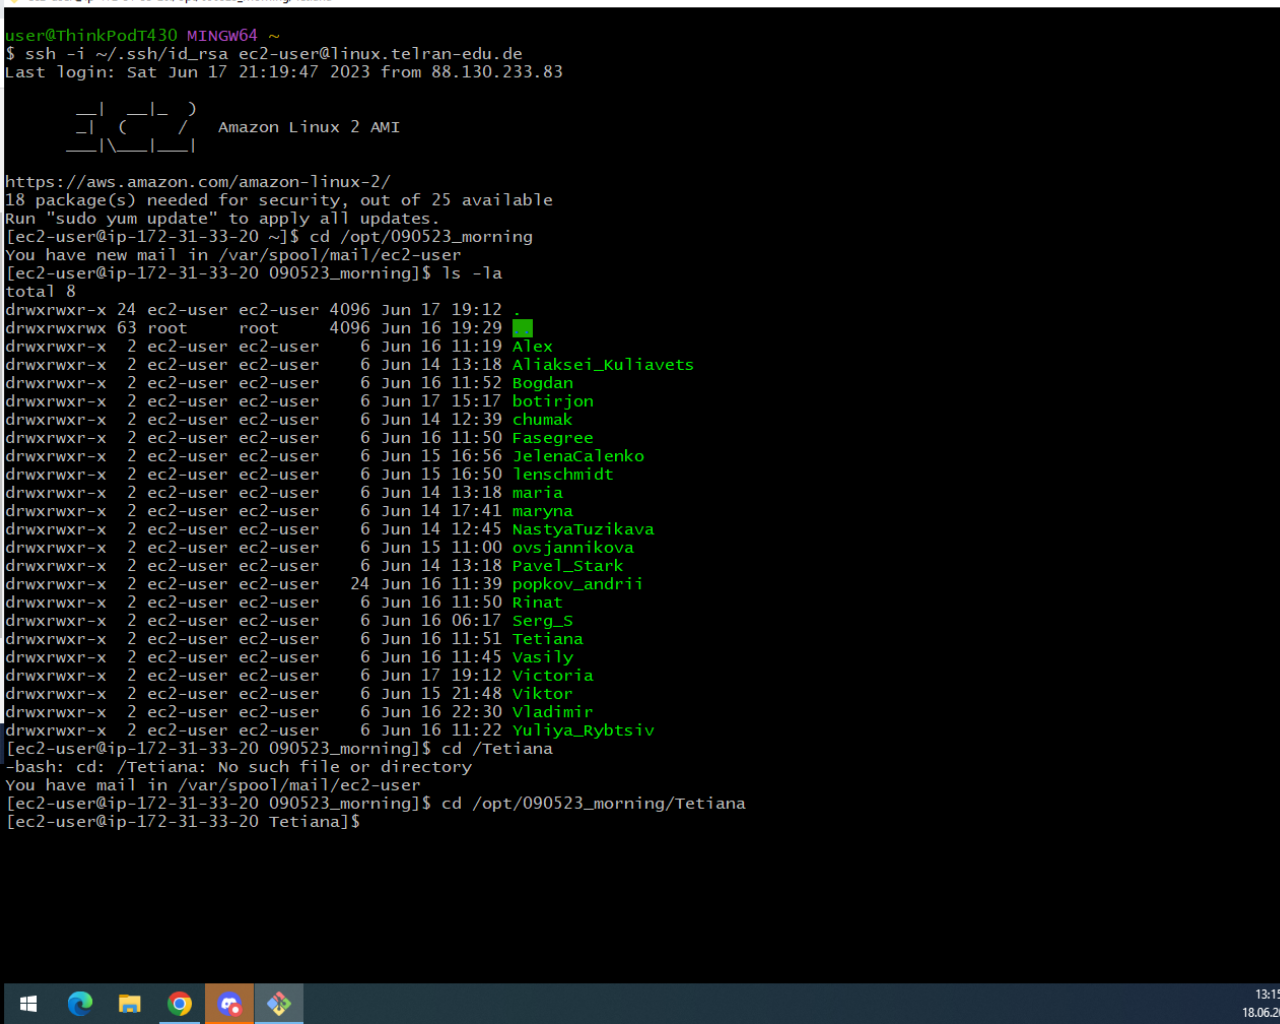 user@ThinkPodT430 MINGW64 ~
$ ssh -i ~/.ssh/id_rsa ec2-user@linux.telran-edu.de
Last login: Sat Jun 17 21:19:47 2023 from 88.130.233.83
       __|  __|_  )
       _|  (     /   Amazon Linux 2 AMI
      ___|\___|___|
https://aws.amazon.com/amazon-linux-2/
18 package(s) needed for security, out of 25 available
Run "sudo yum update" to apply all updates.
[ec2-user@ip-172-31-33-20 ~]$ cd /opt/090523_morning
You have new mail in /var/spool/mail/ec2-user
[ec2-user@ip-172-31-33-20 090523_morning]$ ls -la
total 8
drwxrwxr-x 24 ec2-user ec2-user 4096 Jun 17 19:12 .
drwxrwxrwx 63 root     root     4096 Jun 16 19:29 ..
drwxrwxr-x  2 ec2-user ec2-user    6 Jun 16 11:19 Alex
drwxrwxr-x  2 ec2-user ec2-user    6 Jun 14 13:18 Aliaksei_Kuliavets
drwxrwxr-x  2 ec2-user ec2-user    6 Jun 16 11:52 Bogdan
drwxrwxr-x  2 ec2-user ec2-user    6 Jun 17 15:17 botirjon
drwxrwxr-x  2 ec2-user ec2-user    6 Jun 14 12:39 chumak
drwxrwxr-x  2 ec2-user ec2-user    6 Jun 16 11:50 Fasegree
drwxrwxr-x  2 ec2-user ec2-user    6 Jun 15 16:56 JelenaCalenko
drwxrwxr-x  2 ec2-user ec2-user    6 Jun 15 16:50 lenschmidt
drwxrwxr-x  2 ec2-user ec2-user    6 Jun 14 13:18 maria
drwxrwxr-x  2 ec2-user ec2-user    6 Jun 14 17:41 maryna
drwxrwxr-x  2 ec2-user ec2-user    6 Jun 14 12:45 NastyaTuzikava
drwxrwxr-x  2 ec2-user ec2-user    6 Jun 15 11:00 ovsjannikova
drwxrwxr-x  2 ec2-user ec2-user    6 Jun 14 13:18 Pavel_Stark
drwxrwxr-x  2 ec2-user ec2-user   24 Jun 16 11:39 popkov_andrii
drwxrwxr-x  2 ec2-user ec2-user    6 Jun 16 11:50 Rinat
drwxrwxr-x  2 ec2-user ec2-user    6 Jun 16 06:17 Serg_S
drwxrwxr-x  2 ec2-user ec2-user    6 Jun 16 11:51 Tetiana
drwxrwxr-x  2 ec2-user ec2-user    6 Jun 16 11:45 Vasily
drwxrwxr-x  2 ec2-user ec2-user    6 Jun 17 19:12 Victoria
drwxrwxr-x  2 ec2-user ec2-user    6 Jun 15 21:48 Viktor
drwxrwxr-x  2 ec2-user ec2-user    6 Jun 16 22:30 Vladimir
drwxrwxr-x  2 ec2-user ec2-user    6 Jun 16 11:22 Yuliya_Rybtsiv
[ec2-user@ip-172-31-33-20 090523_morning]$ cd /Tetiana
-bash: cd: /Tetiana: No such file or directory
You have mail in /var/spool/mail/ec2-user
[ec2-user@ip-172-31-33-20 090523_morning]$ cd /opt/090523_morning/Tetiana
[ec2-user@ip-172-31-33-20 Tetiana]$
13:15
18.06.20